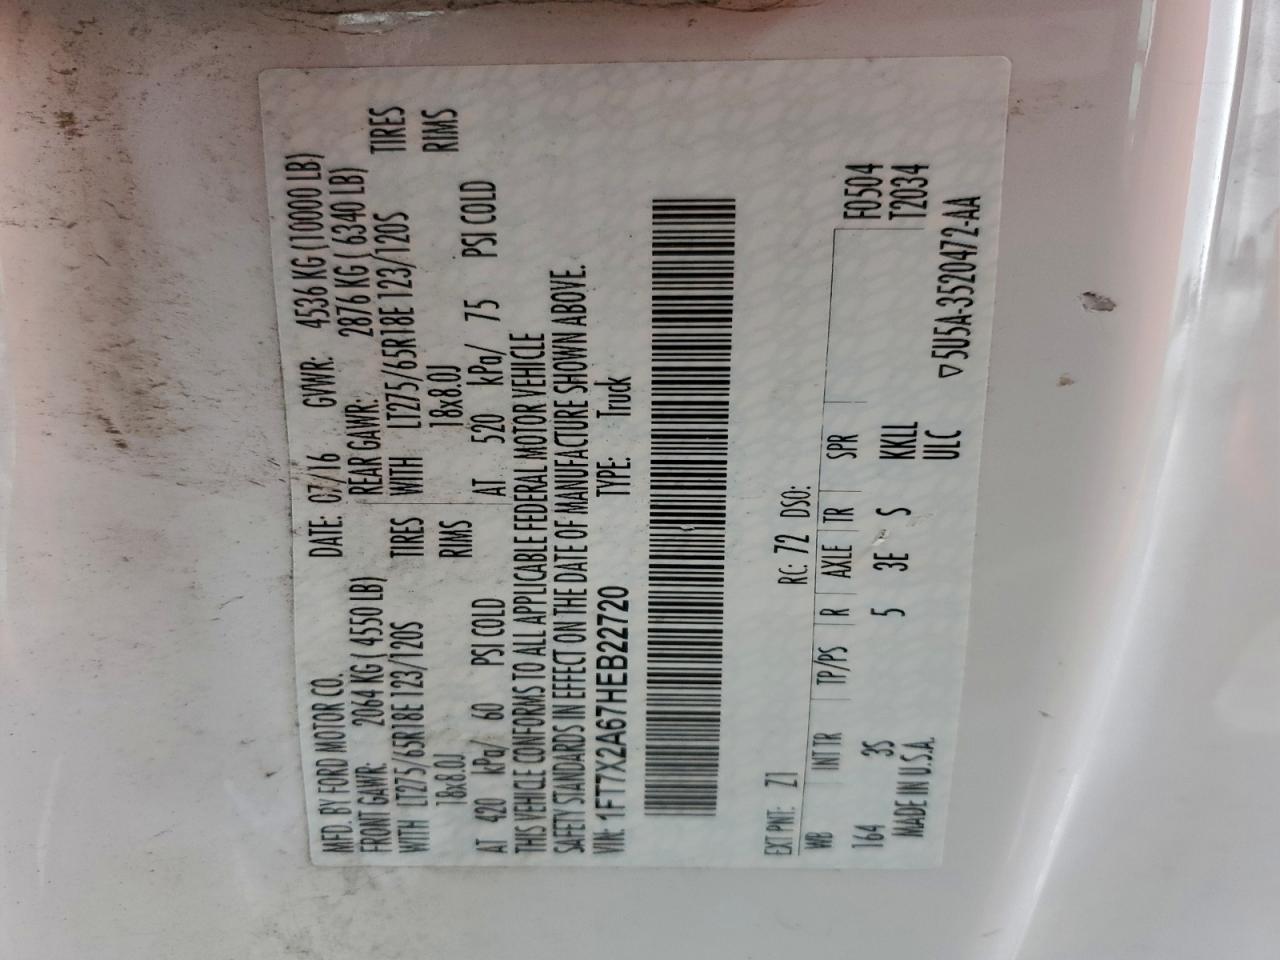 MFD. BY FORD MOTOR CO. DATE: 07/16 GVWR: 4536 KG (10000 LB)
FRONT GAWR: 2064 KG ( 4550 LB) REAR GAWR: 2876 KG ( 6340 LB)
WITH LT275/65R18E 123/120S TIRES WITH LT275/65R18E 123/120S TIRES
18x8.0J RIMS 18x8.0J RIMS
AT 420 kPa/ 60 PSI COLD AT 520 kPa/ 75 PSI COLD
THIS VEHICLE CONFORMS TO ALL APPLICABLE FEDERAL MOTOR VEHICLE
SAFETY STANDARDS IN EFFECT ON THE DATE OF MANUFACTURE SHOWN ABOVE.
VIN: 1FT7X2A67HEB22720 TYPE: Truck
EXT PNT: Z1 RC: 72 DSO:
WB INT TR TP/PS R AXLE TR SPR F0504
164 3S 5 3E S KKLL T2034
MADE IN U.S.A. ULC ▽5U5A-3520472-AA